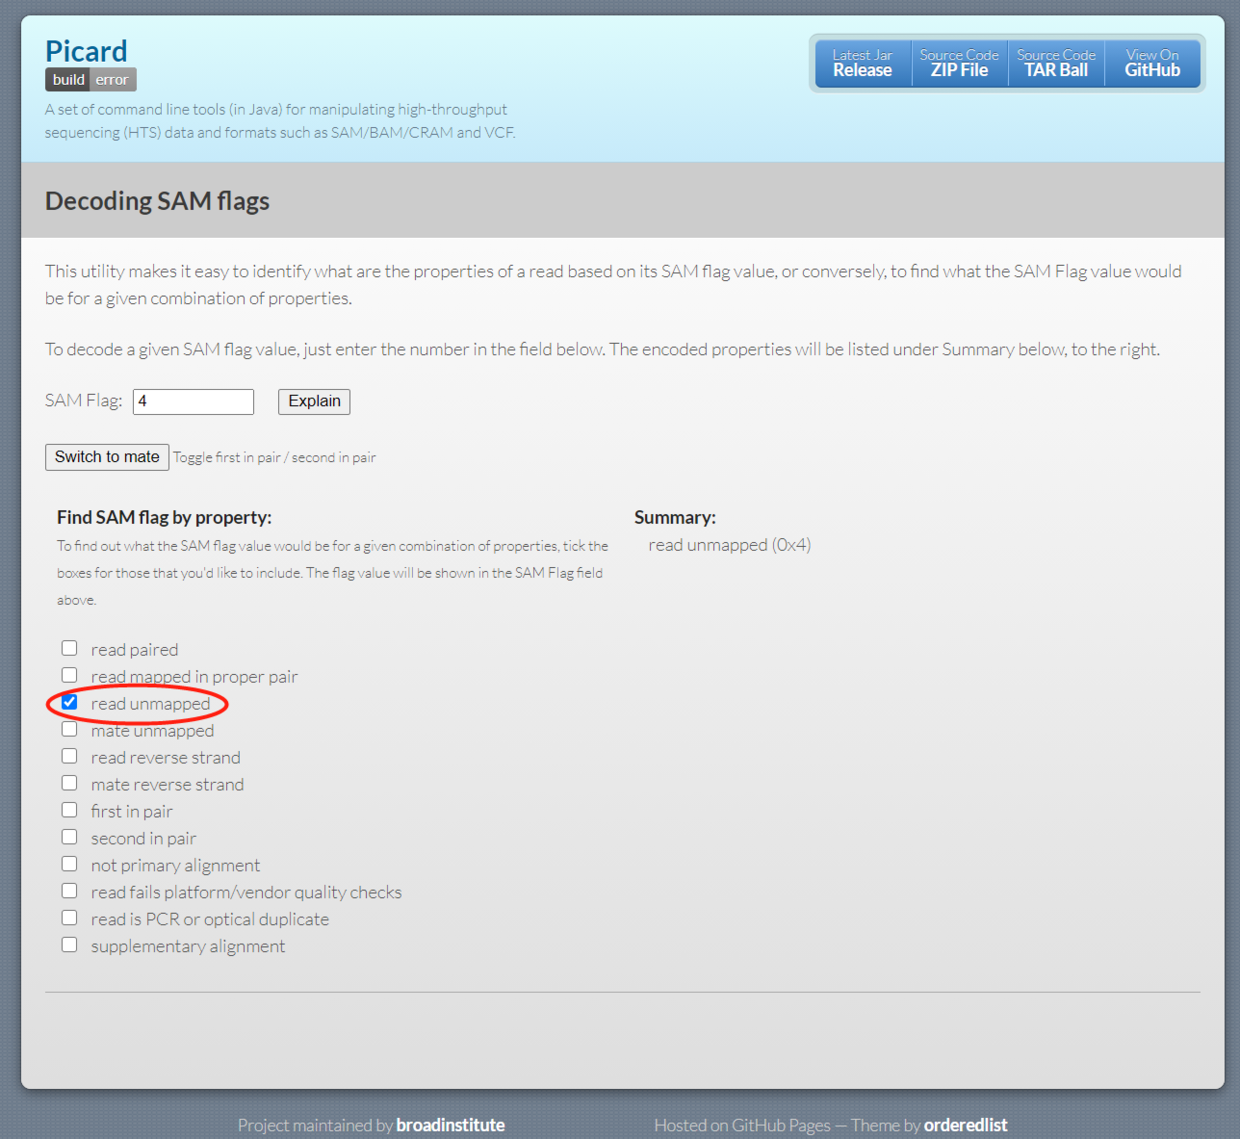 Picard
build error
A set of command line tools (in Java) for manipulating high-throughput
sequencing (HTS) data and formats such as SAM/BAM/CRAM and VCF.
Latest Jar
Release
Source Code
ZIP File
Source Code
TAR Ball
View On
GitHub
Decoding SAM flags
This utility makes it easy to identify what are the properties of a read based on its SAM flag value, or conversely, to find what the SAM Flag value would
be for a given combination of properties.
To decode a given SAM flag value, just enter the number in the field below. The encoded properties will be listed under Summary below, to the right.
SAM Flag: 4 Explain
Switch to mate Toggle first in pair / second in pair
Find SAM flag by property:
To find out what the SAM flag value would be for a given combination of properties, tick the
boxes for those that you'd like to include. The flag value will be shown in the SAM Flag field
above.
read paired
read mapped in proper pair
read unmapped
mate unmapped
read reverse strand
mate reverse strand
first in pair
second in pair
not primary alignment
read fails platform/vendor quality checks
read is PCR or optical duplicate
supplementary alignment
Summary:
read unmapped (0x4)
Project maintained by broadinstitute
Hosted on GitHub Pages — Theme by orderedlist